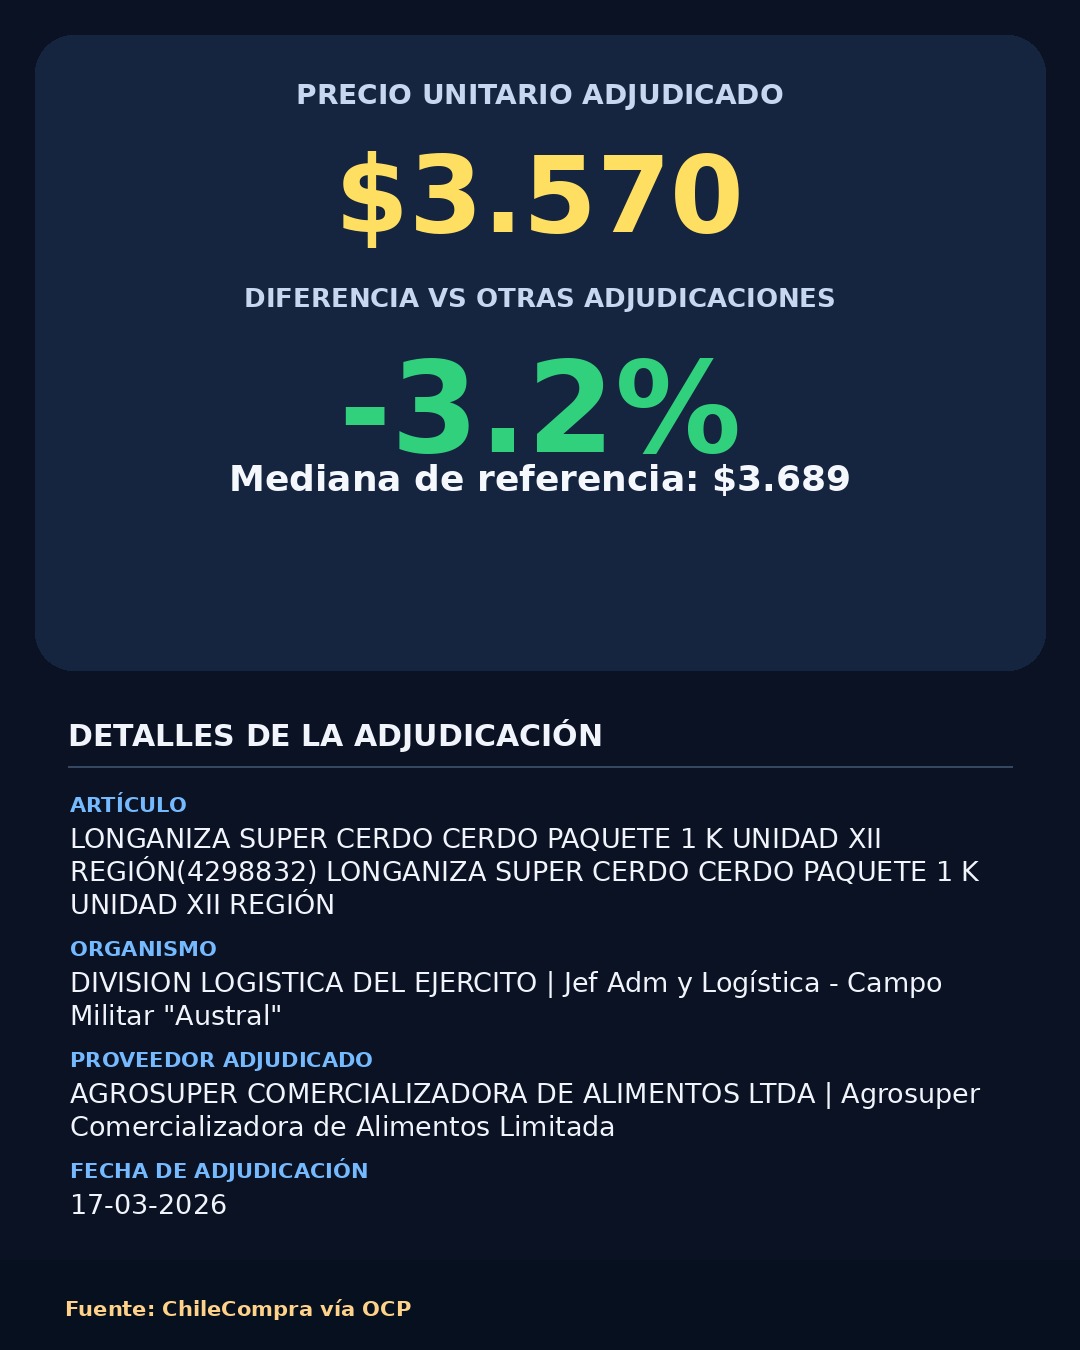 PRECIO UNITARIO ADJUDICADO
$3.570
DIFERENCIA VS OTRAS ADJUDICACIONES
-3.2%
Mediana de referencia: $3.689
DETALLES DE LA ADJUDICACIÓN
ARTÍCULO
LONGANIZA SUPER CERDO CERDO PAQUETE 1 K UNIDAD XII
REGIÓN(4298832) LONGANIZA SUPER CERDO CERDO PAQUETE 1 K
UNIDAD XII REGIÓN
ORGANISMO
DIVISION LOGISTICA DEL EJERCITO | Jef Adm y Logística - Campo
Militar "Austral"
PROVEEDOR ADJUDICADO
AGROSUPER COMERCIALIZADORA DE ALIMENTOS LTDA | Agrosuper
Comercializadora de Alimentos Limitada
FECHA DE ADJUDICACIÓN
17-03-2026
Fuente: ChileCompra vía OCP